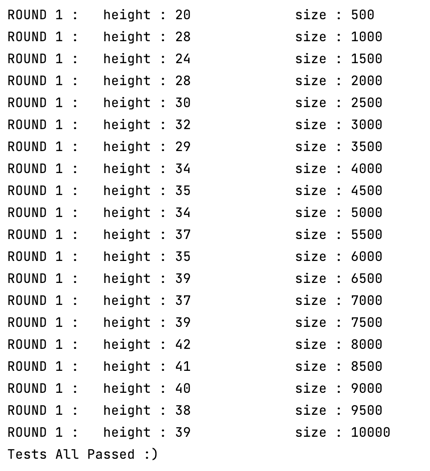 ROUND 1 :   height : 20             size : 500
ROUND 1 :   height : 28             size : 1000
ROUND 1 :   height : 24             size : 1500
ROUND 1 :   height : 28             size : 2000
ROUND 1 :   height : 30             size : 2500
ROUND 1 :   height : 32             size : 3000
ROUND 1 :   height : 29             size : 3500
ROUND 1 :   height : 34             size : 4000
ROUND 1 :   height : 35             size : 4500
ROUND 1 :   height : 34             size : 5000
ROUND 1 :   height : 37             size : 5500
ROUND 1 :   height : 35             size : 6000
ROUND 1 :   height : 39             size : 6500
ROUND 1 :   height : 37             size : 7000
ROUND 1 :   height : 39             size : 7500
ROUND 1 :   height : 42             size : 8000
ROUND 1 :   height : 41             size : 8500
ROUND 1 :   height : 40             size : 9000
ROUND 1 :   height : 38             size : 9500
ROUND 1 :   height : 39             size : 10000
Tests All Passed :)